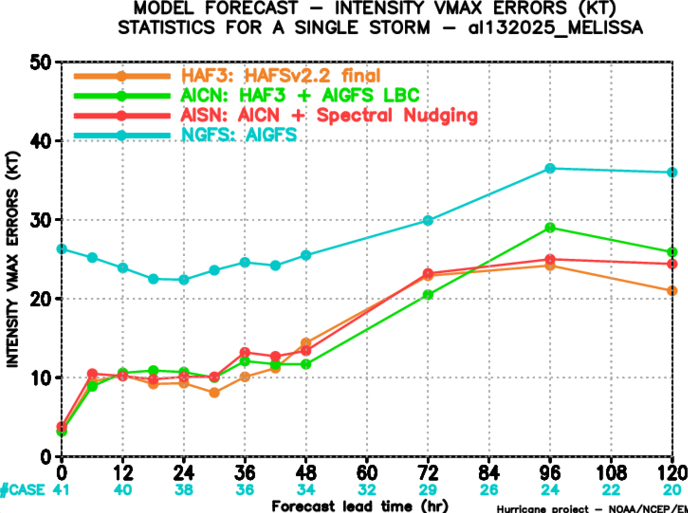 MODEL FORECAST – INTENSITY VMAX ERRORS (KT)
STATISTICS FOR A SINGLE STORM – al132025_MELISSA
HAF3: HAFSv2.2 final
AICN: HAF3 + AIGFS LBC
AISN: AICN + Spectral Nudging
NGFS: AIGFS
INTENSITY VMAX ERRORS (KT)
50
40
30
20
10
0
0 12 24 36 48 60 72 84 96 108 120
#CASE 41 40 38 36 34 32 29 26 24 22 20
Forecast lead time (hr)
Hurricane project – NOAA/NCEP/EM